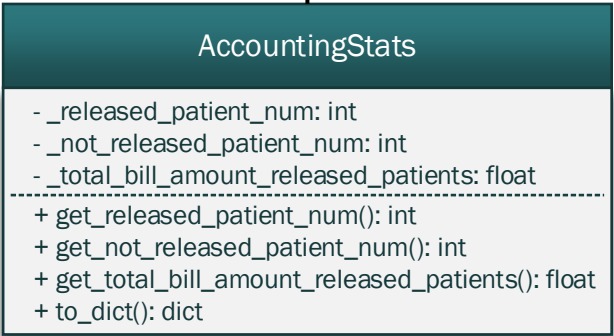 AccountingStats
- _released_patient_num: int
- _not_released_patient_num: int
- _total_bill_amount_released_patients: float
+ get_released_patient_num(): int
+ get_not_released_patient_num(): int
+ get_total_bill_amount_released_patients(): float
+ to_dict(): dict